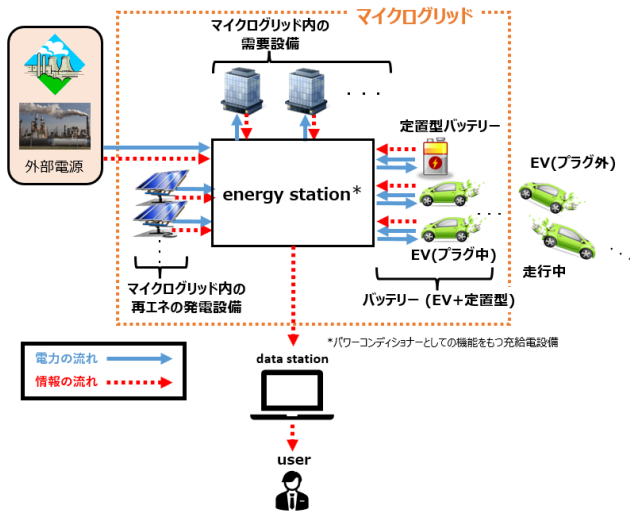 マイクログリッド
マイクログリッド内の
需要設備
・・・
外部電源
energy station*
定置型バッテリー
EV(プラグ外)
EV(プラグ中)
走行中
マイクログリッド内の
再エネの発電設備
バッテリー (EV+定置型)
*パワーコンディショナーとしての機能をもつ充給電設備
電力の流れ
情報の流れ
data station
user